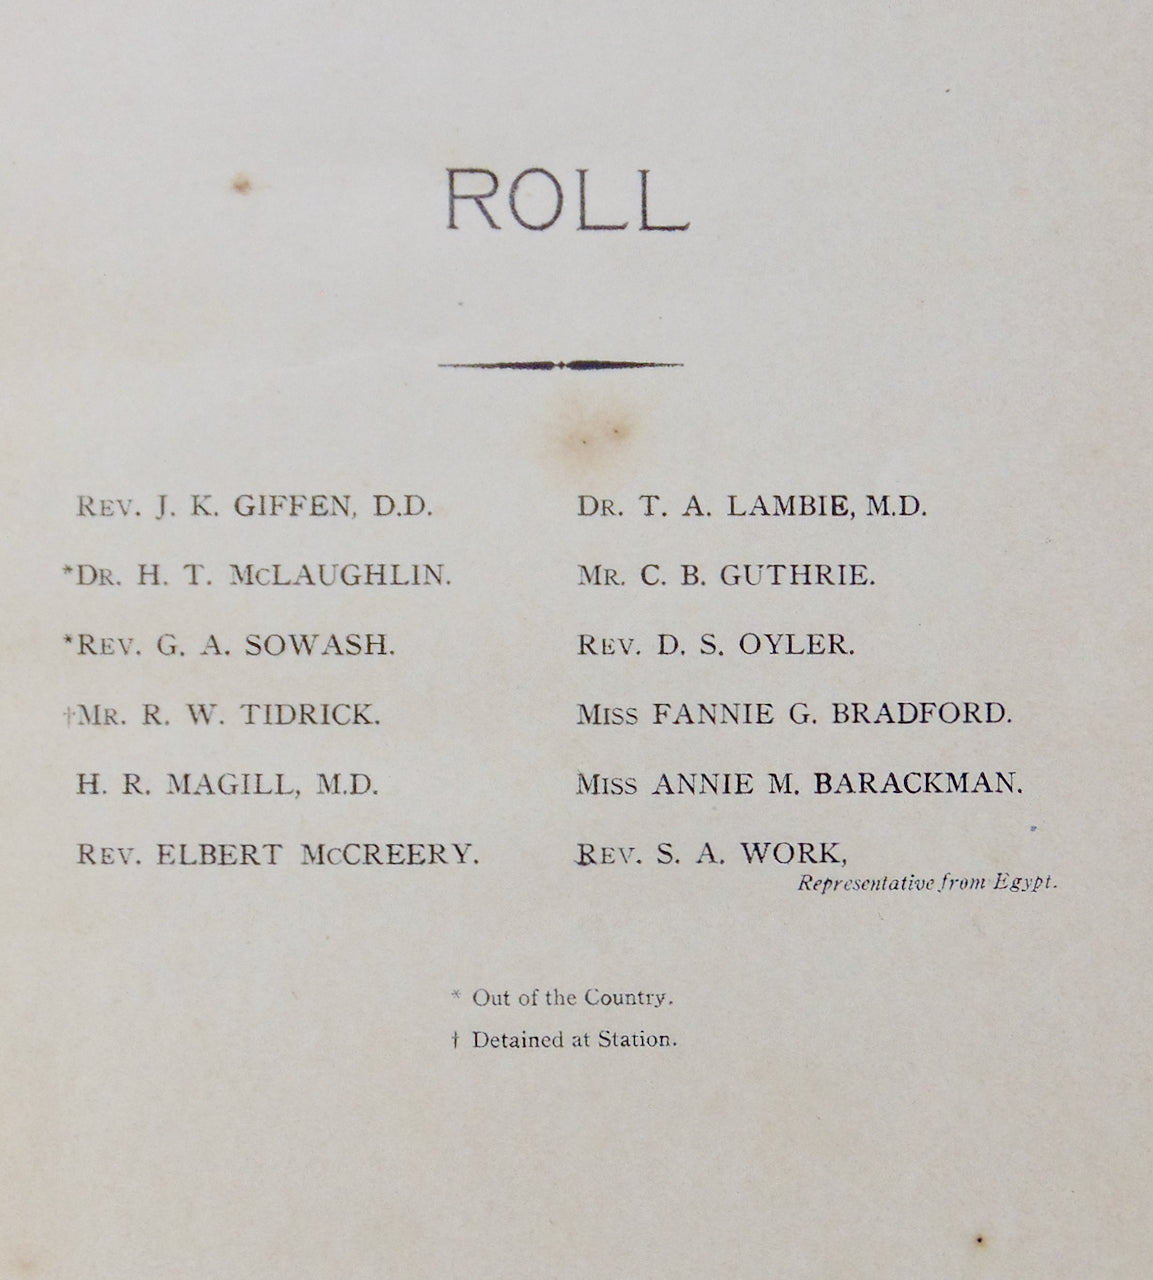 ROLL
REV. J. K. GIFFEN, D.D.
*DR. H. T. McLAUGHLIN.
*REV. G. A. SOWASH.
†MR. R. W. TIDRICK.
H. R. MAGILL, M.D.
REV. ELBERT McCREERY.
DR. T. A. LAMBIE, M.D.
MR. C. B. GUTHRIE.
REV. D. S. OYLER.
MISS FANNIE G. BRADFORD.
MISS ANNIE M. BARACKMAN.
REV. S. A. WORK,
Representative from Egypt.
* Out of the Country.
† Detained at Station.